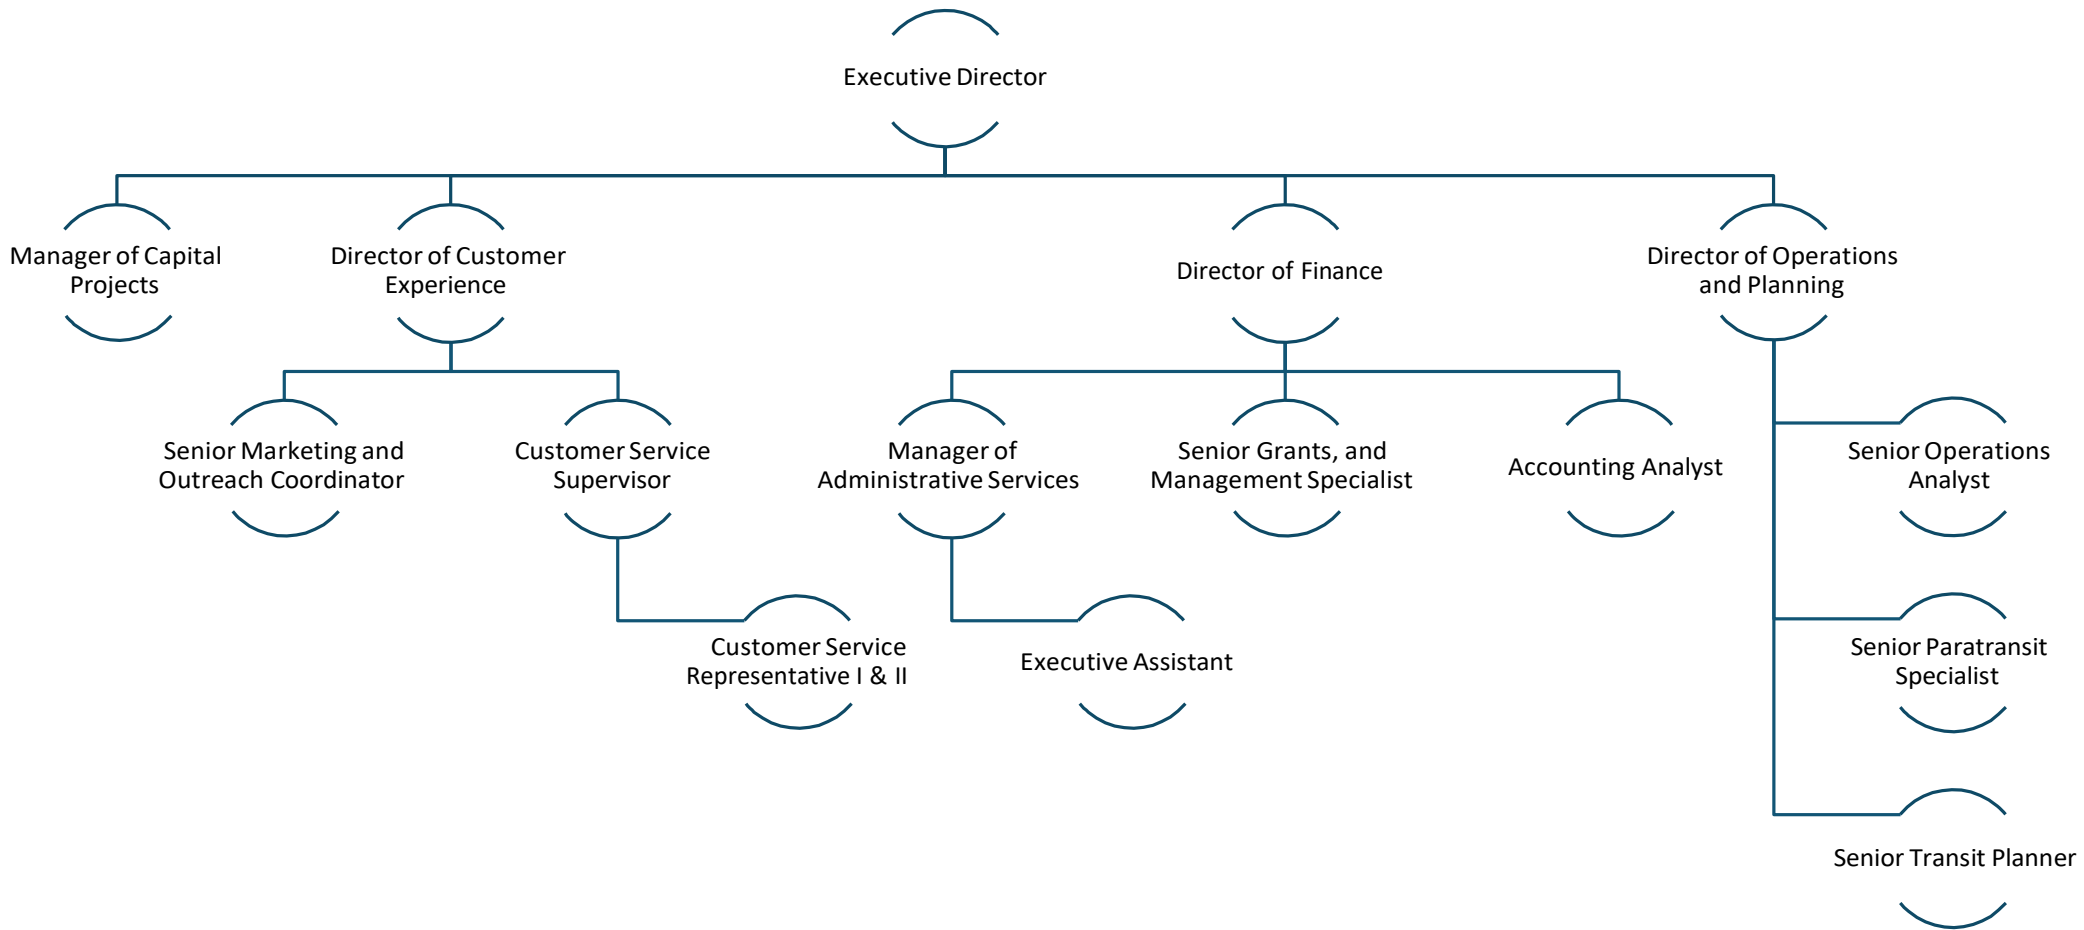 Executive Director
Manager of Capital
Projects
Director of Customer
Experience
Director of Finance
Director of Operations
and Planning
Senior Marketing and
Outreach Coordinator
Customer Service
Supervisor
Manager of
Administrative Services
Senior Grants, and
Management Specialist
Accounting Analyst
Senior Operations
Analyst
Customer Service
Representative I & II
Executive Assistant
Senior Paratransit
Specialist
Senior Transit Planner